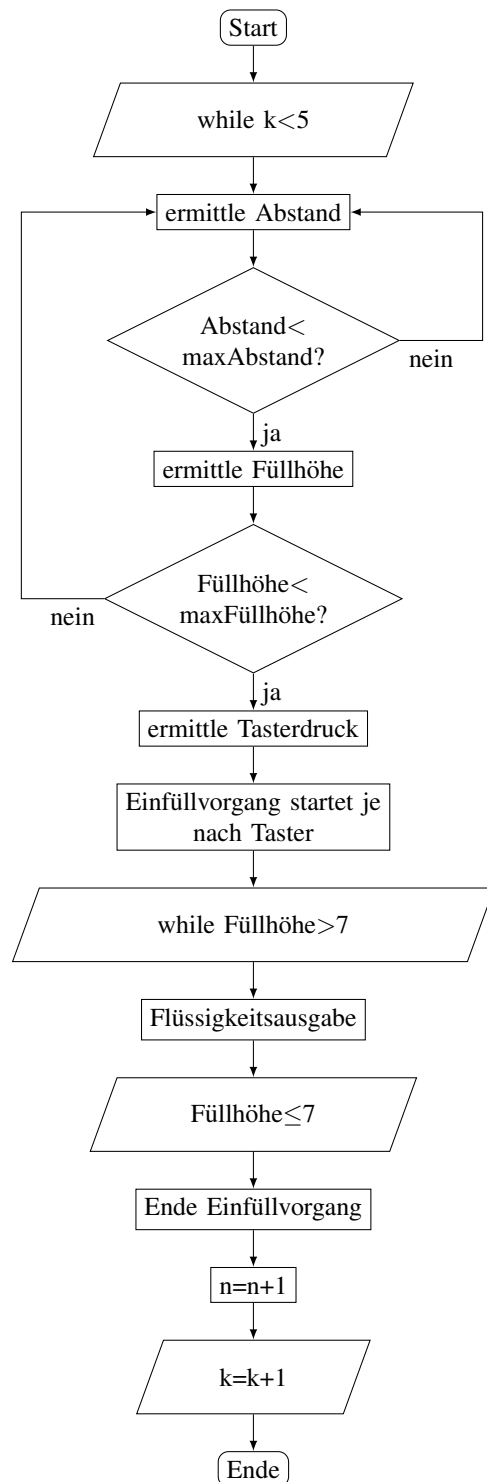 Start
while k<5
ermittle Abstand
Abstand<
maxAbstand?
nein
ja
ermittle Füllhöhe
Füllhöhe<
maxFüllhöhe?
nein
ja
ermittle Tasterdruck
Einfüllvorgang startet je
nach Taster
while Füllhöhe>7
Flüssigkeitsausgabe
Füllhöhe≤7
Ende Einfüllvorgang
n=n+1
k=k+1
Ende